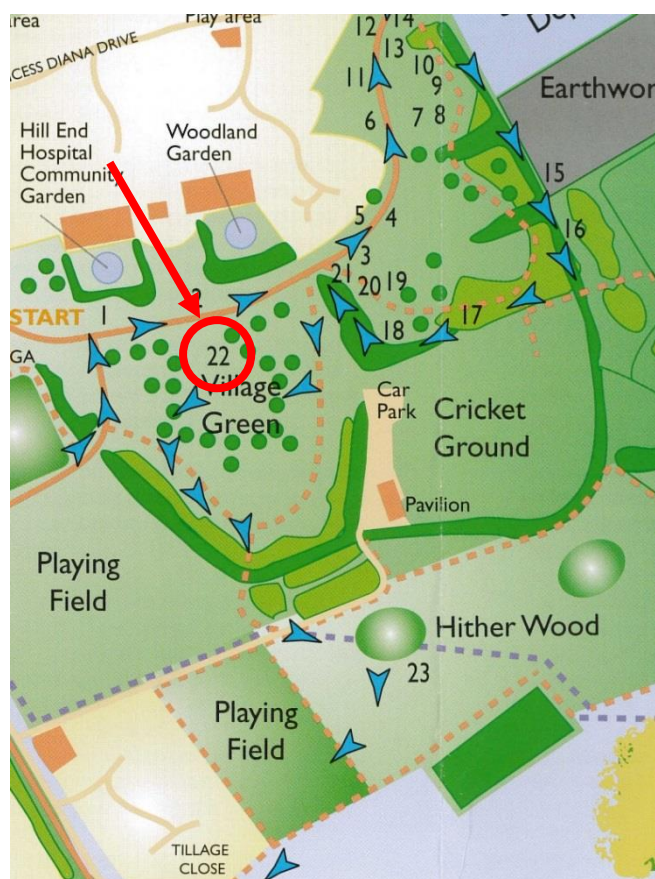 rea
Play area
CESS DIANA DRIVE
Hill End
Hospital
Community
Garden
Woodland
Garden
12
14
13
10
9
11
6
7
8
Earthwor
15
5
4
3
16
2
21
20
19
START
1
17
18
GA
22
Village
Green
Car
Park
Cricket
Ground
Pavilion
Playing
Field
Hither Wood
23
Playing
Field
TILLAGE
CLOSE